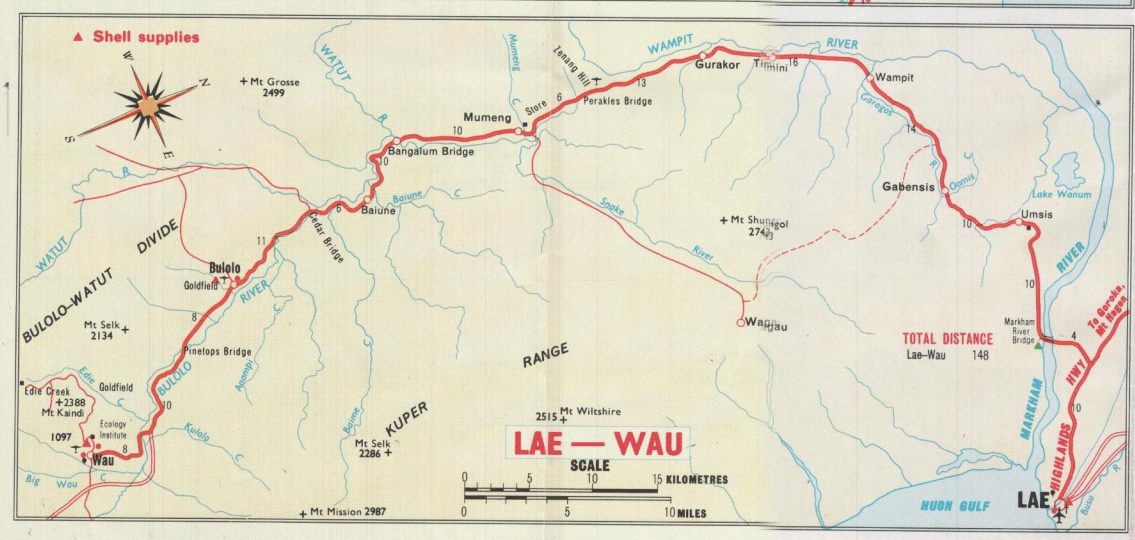 Shell supplies
W
N
S
E
Mt Grosse
2499
WATUT
R
Mumeng
C
Zenang Hill
WAMPIT
RIVER
Gurakor
16
Wampit
13
6
Perakles Bridge
Store
Mumeng
10
Bangalum Bridge
10
Baiune
C
Baiune
6
Cedar Bridge
11
R
WATUT
BULOLO-WATUT
DIVIDE
Bulolo
Goldfield
RIVER
8
Mt Selk
2134
Pinetops Bridge
BULOLO
Edie
C
Goldfield
Edie Creek
2388
Mt Kaindi
1097
Ecology
Institute
10
8
Wau
Big Wau C
Kulolo
C
C
C
Mt Selk
2286
Mt Mission 2987
KUPER
RANGE
2515 Mt Wiltshire
Snake
River
Mt Shungol
Garagos
R
14
Gabensis
Oomis
C
10
Umsis
Lake Wanum
RIVER
10
Markham
River
Bridge
4
To Goroka,
Mt Hagen
TOTAL DISTANCE
Lae-Wau 148
MARKHAM
HIGHLANDS
HWY
10
LAE
Busu
R
HUON GULF
LAE — WAU
SCALE
0 5 10 15 KILOMETRES
0 5 10 MILES